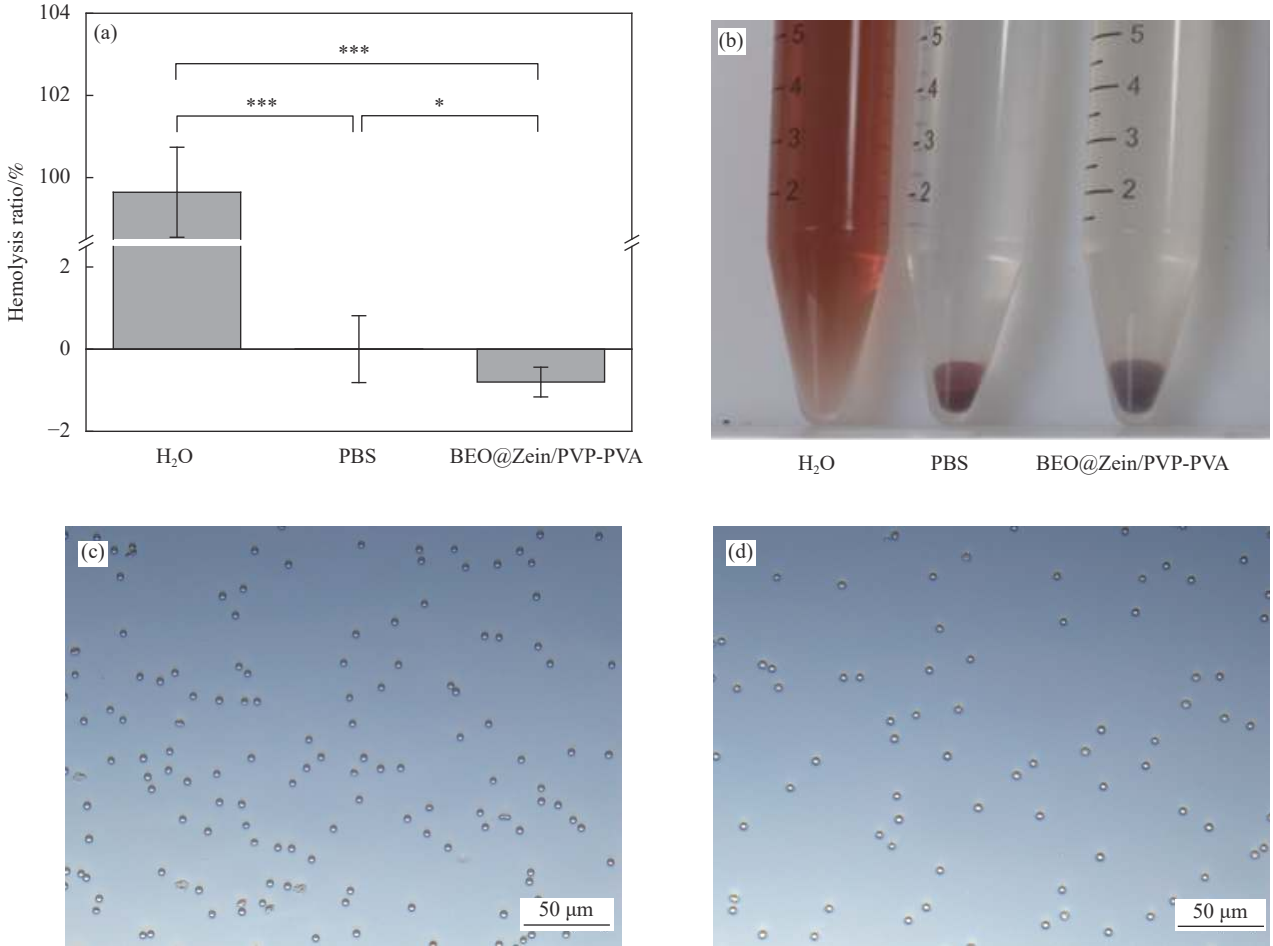 (a)
Hemolysis ratio/%
104
102
100
2
0
−2
***
***
*
H₂O
PBS
BEO@Zein/PVP-PVA
(b)
5
4
3
2
5
4
3
2
5
4
3
2
H₂O
PBS
BEO@Zein/PVP-PVA
(c)
50 μm
(d)
50 μm